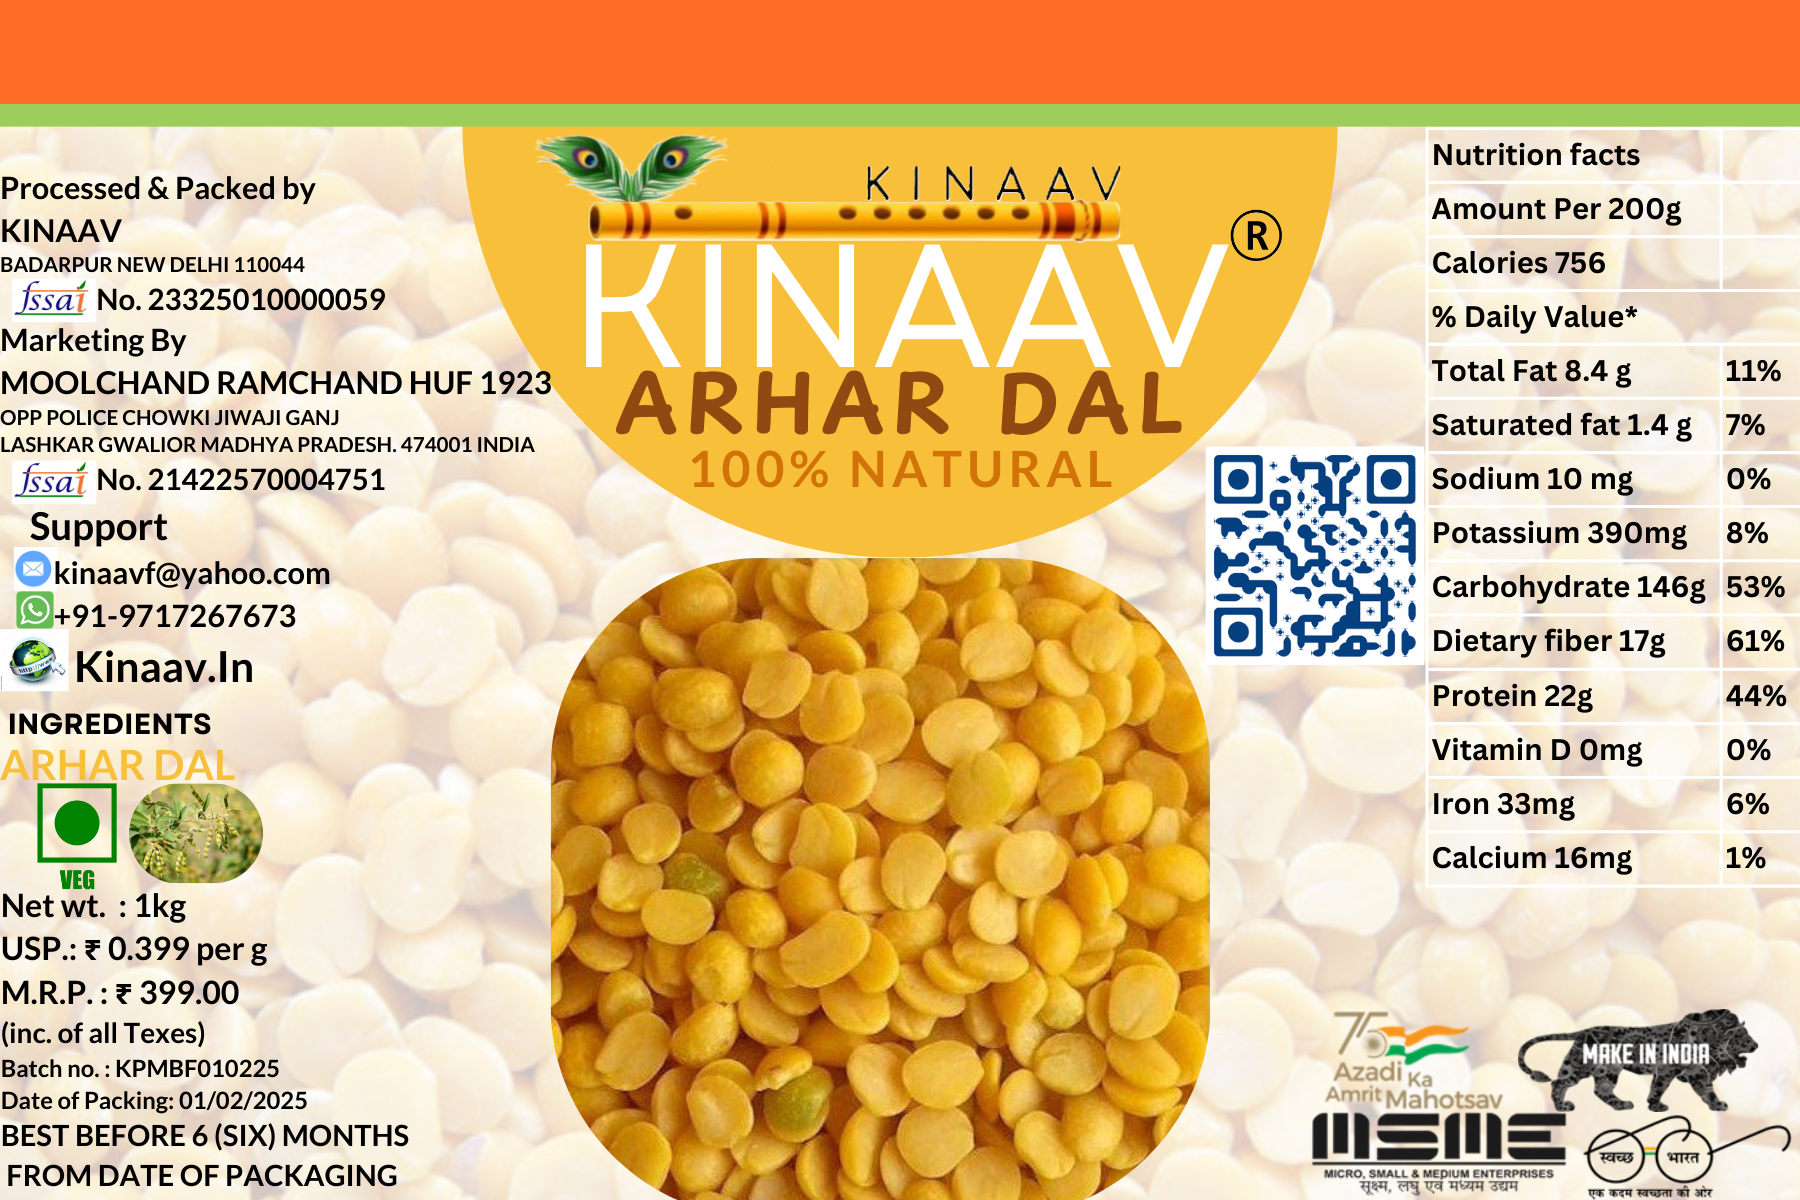 Processed & Packed by
KINAAV
BADARPUR NEW DELHI 110044
fssai No. 23325010000059
Marketing By
MOOLCHAND RAMCHAND HUF 1923
OPP POLICE CHOWKI JIWAJI GANJ
LASHKAR GWALIOR MADHYA PRADESH. 474001 INDIA
fssai No. 21422570004751
Support
kinaavf@yahoo.com
+91-9717267673
Kinaav.In
INGREDIENTS
ARHAR DAL
VEG
Net wt. : 1kg
USP.: ₹ 0.399 per g
M.R.P. : ₹ 399.00
(inc. of all Texes)
Batch no. : KPMBF010225
Date of Packing: 01/02/2025
BEST BEFORE 6 (SIX) MONTHS
FROM DATE OF PACKAGING
KINAAV
KINAAV®
ARHAR DAL
100% NATURAL
Nutrition facts
Amount Per 200g
Calories 756
% Daily Value*
Total Fat 8.4 g 11%
Saturated fat 1.4 g 7%
Sodium 10 mg 0%
Potassium 390mg 8%
Carbohydrate 146g 53%
Dietary fiber 17g 61%
Protein 22g 44%
Vitamin D 0mg 0%
Iron 33mg 6%
Calcium 16mg 1%
75
Azadi Ka
Amrit Mahotsav
MAKE IN INDIA
MSME
MICRO, SMALL & MEDIUM ENTERPRISES
सूक्ष्म, लघु एवं मध्यम उद्यम
स्वच्छ भारत
एक कदम स्वच्छता की ओर